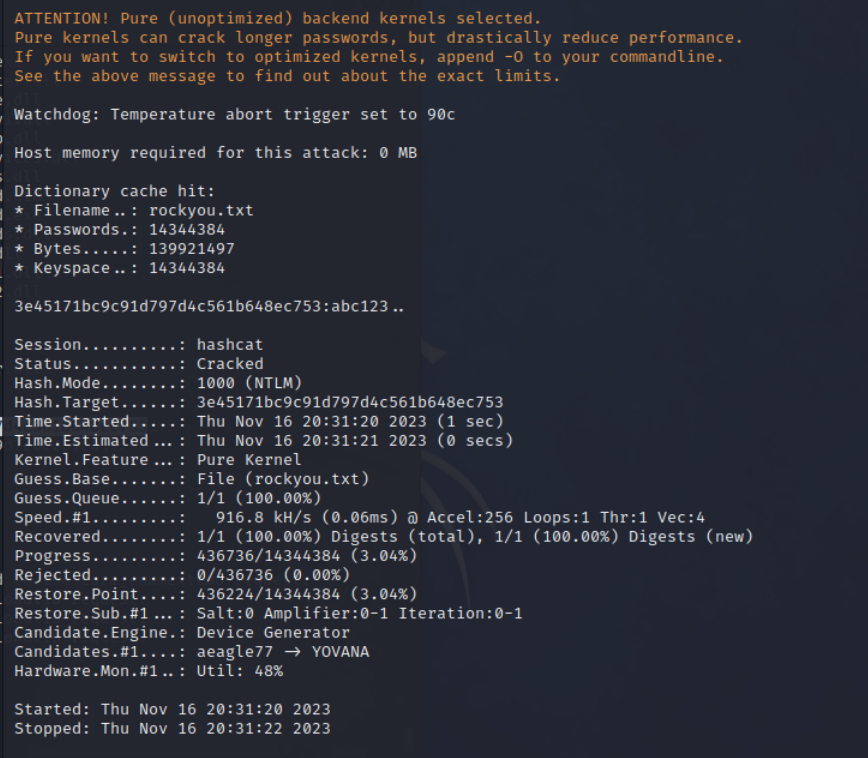 ATTENTION! Pure (unoptimized) backend kernels selected.
Pure kernels can crack longer passwords, but drastically reduce performance.
If you want to switch to optimized kernels, append -O to your commandline.
See the above message to find out about the exact limits.
Watchdog: Temperature abort trigger set to 90c
Host memory required for this attack: 0 MB
Dictionary cache hit:
* Filename..: rockyou.txt
* Passwords.: 14344384
* Bytes.....: 139921497
* Keyspace..: 14344384
3e45171bc9c91d797d4c561b648ec753:abc123..
Session..........: hashcat
Status...........: Cracked
Hash.Mode........: 1000 (NTLM)
Hash.Target......: 3e45171bc9c91d797d4c561b648ec753
Time.Started.....: Thu Nov 16 20:31:20 2023 (1 sec)
Time.Estimated...: Thu Nov 16 20:31:21 2023 (0 secs)
Kernel.Feature...: Pure Kernel
Guess.Base.......: File (rockyou.txt)
Guess.Queue......: 1/1 (100.00%)
Speed.#1.........:   916.8 kH/s (0.06ms) @ Accel:256 Loops:1 Thr:1 Vec:4
Recovered........: 1/1 (100.00%) Digests (total), 1/1 (100.00%) Digests (new)
Progress.........: 436736/14344384 (3.04%)
Rejected.........: 0/436736 (0.00%)
Restore.Point....: 436224/14344384 (3.04%)
Restore.Sub.#1...: Salt:0 Amplifier:0-1 Iteration:0-1
Candidate.Engine.: Device Generator
Candidates.#1....: aeagle77 -> YOVANA
Hardware.Mon.#1..: Util: 48%
Started: Thu Nov 16 20:31:20 2023
Stopped: Thu Nov 16 20:31:22 2023